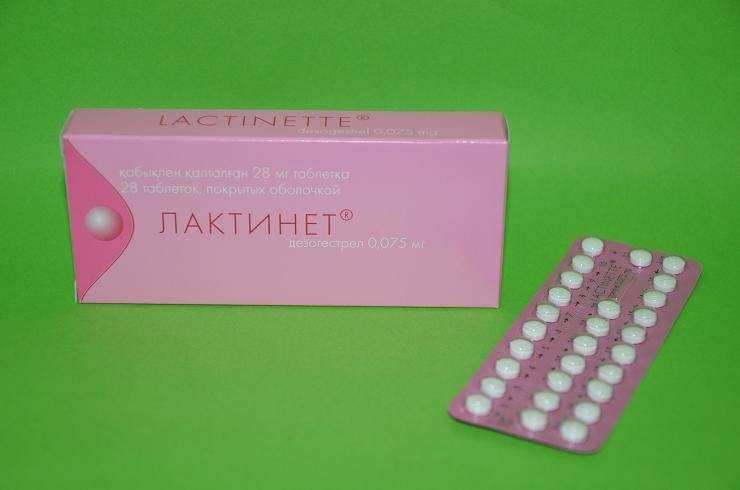 LACTINETTE®
desogestrel 0,075 mg
қабықпен қапталған 28 мг таблетка
28 таблеток, покрытых оболочкой
ЛАКТИНЕТ®
дезогестрел 0,075 мг
LACTINETTE®